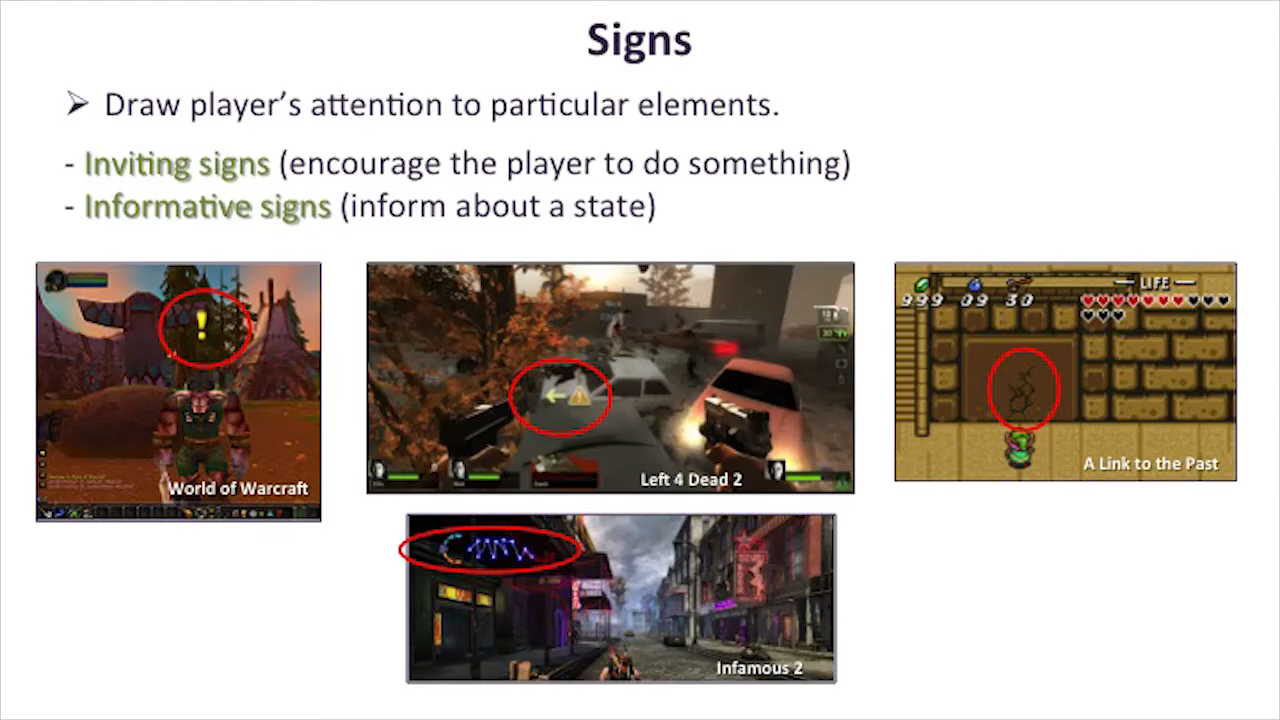 Signs
➢ Draw player's attention to particular elements.
- Inviting signs (encourage the player to do something)
- Informative signs (inform about a state)
!
World of Warcraft
Left 4 Dead 2
LIFE
999 09 30
A Link to the Past
Infamous 2